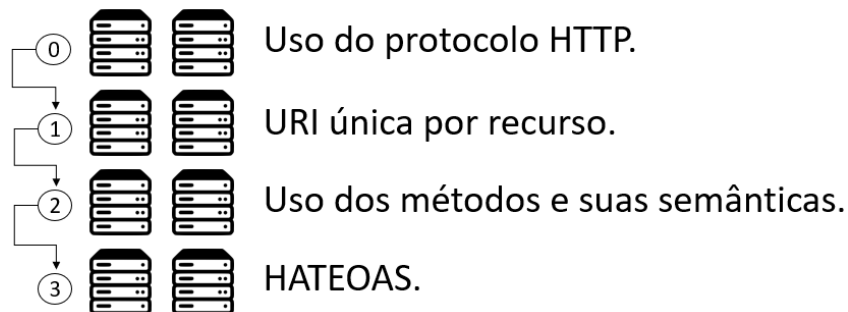 0 Uso do protocolo HTTP.
1 URI única por recurso.
2 Uso dos métodos e suas semânticas.
3 HATEOAS.